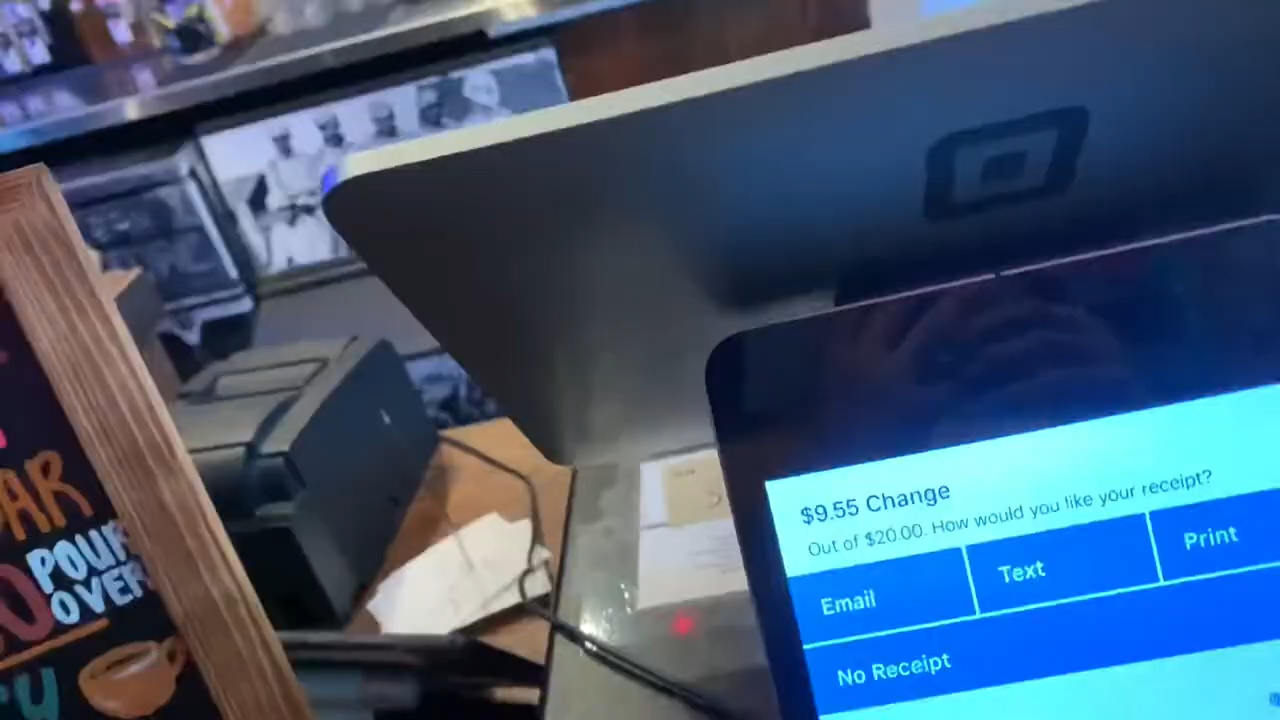 POUR
OVER
$9.55 Change
Out of $20.00. How would you like your receipt?
Email
Text
Print
No Receipt